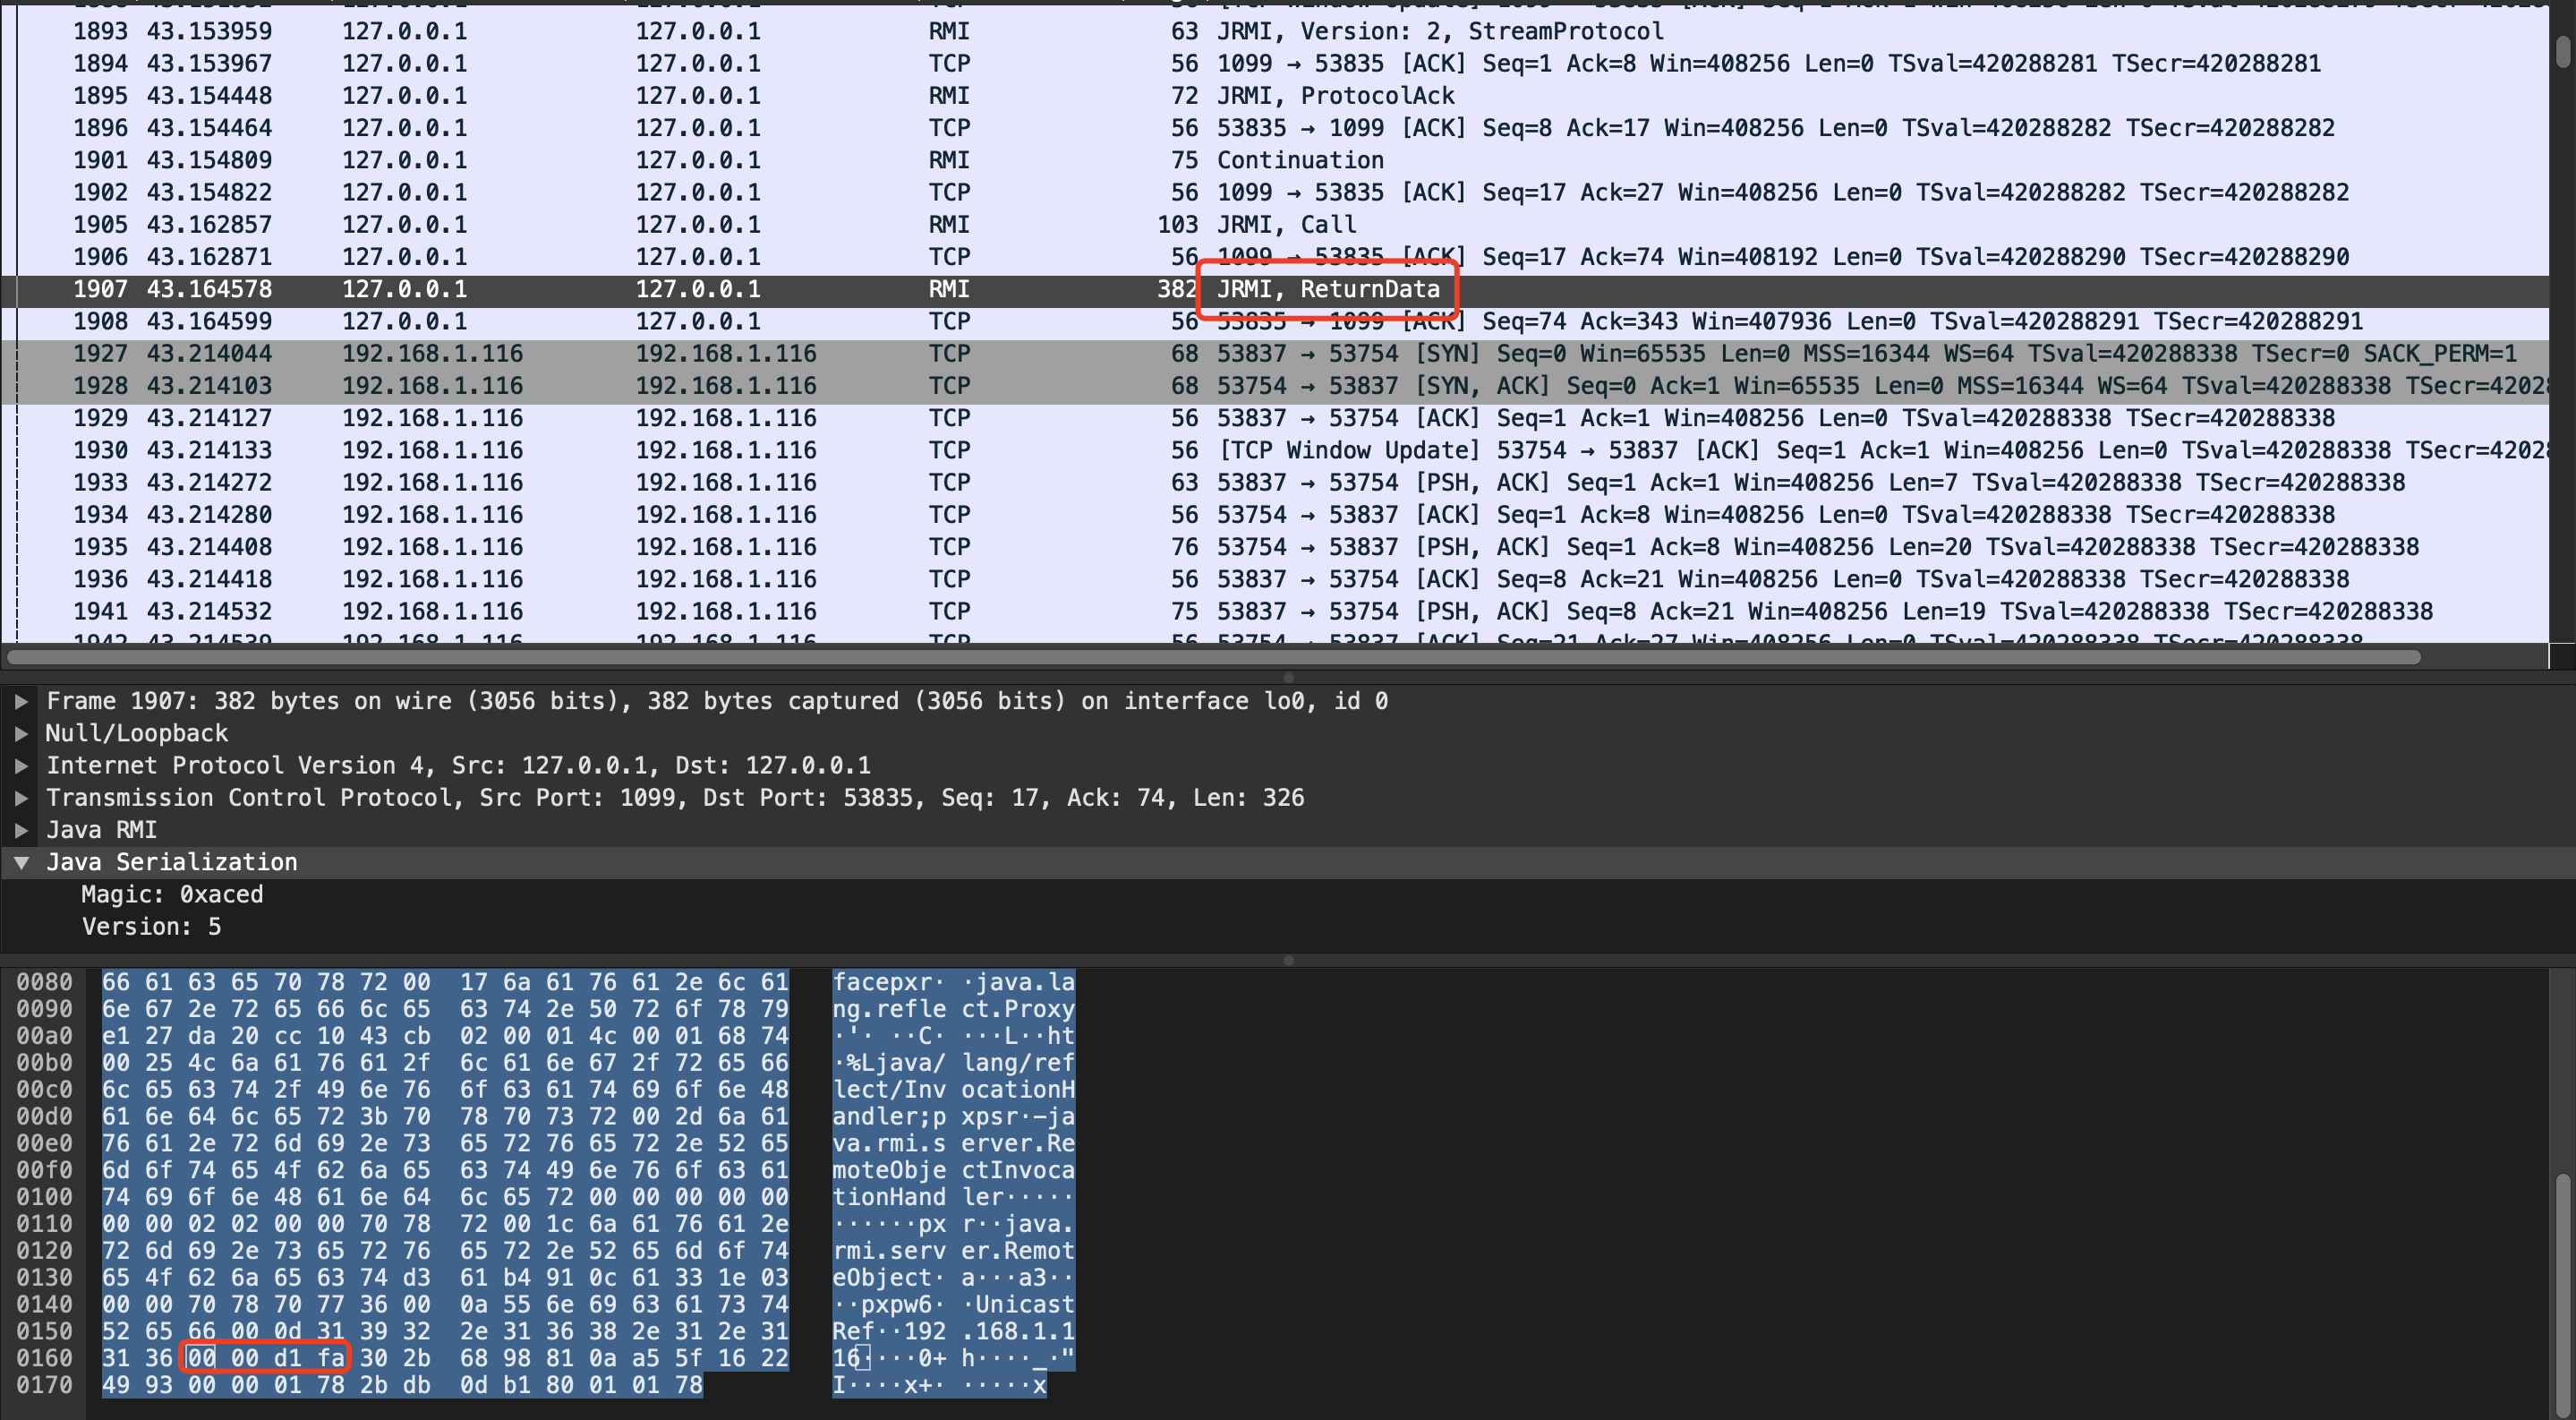 1893 43.153959 127.0.0.1 127.0.0.1 RMI 63 JRMI, Version: 2, StreamProtocol
1894 43.153967 127.0.0.1 127.0.0.1 TCP 56 1099 → 53835 [ACK] Seq=1 Ack=8 Win=408256 Len=0 TSval=420288281 TSecr=420288281
1895 43.154448 127.0.0.1 127.0.0.1 RMI 72 JRMI, ProtocolAck
1896 43.154464 127.0.0.1 127.0.0.1 TCP 56 53835 → 1099 [ACK] Seq=8 Ack=17 Win=408256 Len=0 TSval=420288282 TSecr=420288282
1901 43.154809 127.0.0.1 127.0.0.1 RMI 75 Continuation
1902 43.154822 127.0.0.1 127.0.0.1 TCP 56 1099 → 53835 [ACK] Seq=17 Ack=27 Win=408256 Len=0 TSval=420288282 TSecr=420288282
1905 43.162857 127.0.0.1 127.0.0.1 RMI 103 JRMI, Call
1906 43.162871 127.0.0.1 127.0.0.1 TCP 56 1099 → 53835 [ACK] Seq=17 Ack=74 Win=408192 Len=0 TSval=420288290 TSecr=420288290
1907 43.164578 127.0.0.1 127.0.0.1 RMI 382 JRMI, ReturnData
1908 43.164599 127.0.0.1 127.0.0.1 TCP 56 53835 → 1099 [ACK] Seq=74 Ack=343 Win=407936 Len=0 TSval=420288291 TSecr=420288291
1927 43.214044 192.168.1.116 192.168.1.116 TCP 68 53837 → 53754 [SYN] Seq=0 Win=65535 Len=0 MSS=16344 WS=64 TSval=420288338 TSecr=0 SACK_PERM=1
1928 43.214103 192.168.1.116 192.168.1.116 TCP 68 53754 → 53837 [SYN, ACK] Seq=0 Ack=1 Win=65535 Len=0 MSS=16344 WS=64 TSval=420288338 TSecr=42028
1929 43.214127 192.168.1.116 192.168.1.116 TCP 56 53837 → 53754 [ACK] Seq=1 Ack=1 Win=408256 Len=0 TSval=420288338 TSecr=420288338
1930 43.214133 192.168.1.116 192.168.1.116 TCP 56 [TCP Window Update] 53754 → 53837 [ACK] Seq=1 Ack=1 Win=408256 Len=0 TSval=420288338 TSecr=42028
1933 43.214272 192.168.1.116 192.168.1.116 TCP 63 53837 → 53754 [PSH, ACK] Seq=1 Ack=1 Win=408256 Len=7 TSval=420288338 TSecr=420288338
1934 43.214280 192.168.1.116 192.168.1.116 TCP 56 53754 → 53837 [ACK] Seq=1 Ack=8 Win=408256 Len=0 TSval=420288338 TSecr=420288338
1935 43.214408 192.168.1.116 192.168.1.116 TCP 76 53754 → 53837 [PSH, ACK] Seq=1 Ack=8 Win=408256 Len=20 TSval=420288338 TSecr=420288338
1936 43.214418 192.168.1.116 192.168.1.116 TCP 56 53837 → 53754 [ACK] Seq=8 Ack=21 Win=408256 Len=0 TSval=420288338 TSecr=420288338
1941 43.214532 192.168.1.116 192.168.1.116 TCP 75 53837 → 53754 [PSH, ACK] Seq=8 Ack=21 Win=408256 Len=19 TSval=420288338 TSecr=420288338
1942 43.214539 192.168.1.116 192.168.1.116 TCP 56 53754 → 53837 [ACK] Seq=21 Ack=27 Win=408256 Len=0 TSval=420288338 TSecr=420288338
Frame 1907: 382 bytes on wire (3056 bits), 382 bytes captured (3056 bits) on interface lo0, id 0
Null/Loopback
Internet Protocol Version 4, Src: 127.0.0.1, Dst: 127.0.0.1
Transmission Control Protocol, Src Port: 1099, Dst Port: 53835, Seq: 17, Ack: 74, Len: 326
Java RMI
Java Serialization
Magic: 0xaced
Version: 5
0080 66 61 63 65 70 78 72 00 17 6a 61 76 61 2e 6c 61 facepxr· ·java.la
0090 6e 67 2e 72 65 66 6c 65 63 74 2e 50 72 6f 78 79 ng.refle ct.Proxy
00a0 e1 27 da 20 cc 10 43 cb 02 00 01 4c 00 01 68 74 ·'· ··C· ···L··ht
00b0 00 25 4c 6a 61 76 61 2f 6c 61 6e 67 2f 72 65 66 ·%Ljava/ lang/ref
00c0 6c 65 63 74 2f 49 6e 76 6f 63 61 74 69 6f 6e 48 lect/Inv ocationH
00d0 61 6e 64 6c 65 72 3b 70 78 70 73 72 00 2d 6a 61 andler;p xpsr·-ja
00e0 76 61 2e 72 6d 69 2e 73 65 72 76 65 72 2e 52 65 va.rmi.s erver.Re
00f0 6d 6f 74 65 4f 62 6a 65 63 74 49 6e 76 6f 63 61 moteObje ctInvoca
0100 74 69 6f 6e 48 61 6e 64 6c 65 72 00 00 00 00 00 tionHand ler·····
0110 00 00 02 02 00 00 70 78 72 00 1c 6a 61 76 61 2e ······px r··java.
0120 72 6d 69 2e 73 65 72 76 65 72 2e 52 65 6d 6f 74 rmi.serv er.Remot
0130 65 4f 62 6a 65 63 74 d3 61 b4 91 0c 61 33 1e 03 eObject· a···a3··
0140 00 00 70 78 70 77 36 00 0a 55 6e 69 63 61 73 74 ··pxpw6· ·Unicast
0150 52 65 66 00 0d 31 39 32 2e 31 36 38 2e 31 2e 31 Ref··192 .168.1.1
0160 31 36 00 00 d1 fa 30 2b 68 98 81 0a a5 5f 16 22 16····0+ h····_·"
0170 49 93 00 00 01 78 2b db 0d b1 80 01 01 78 I····x+· ·····x